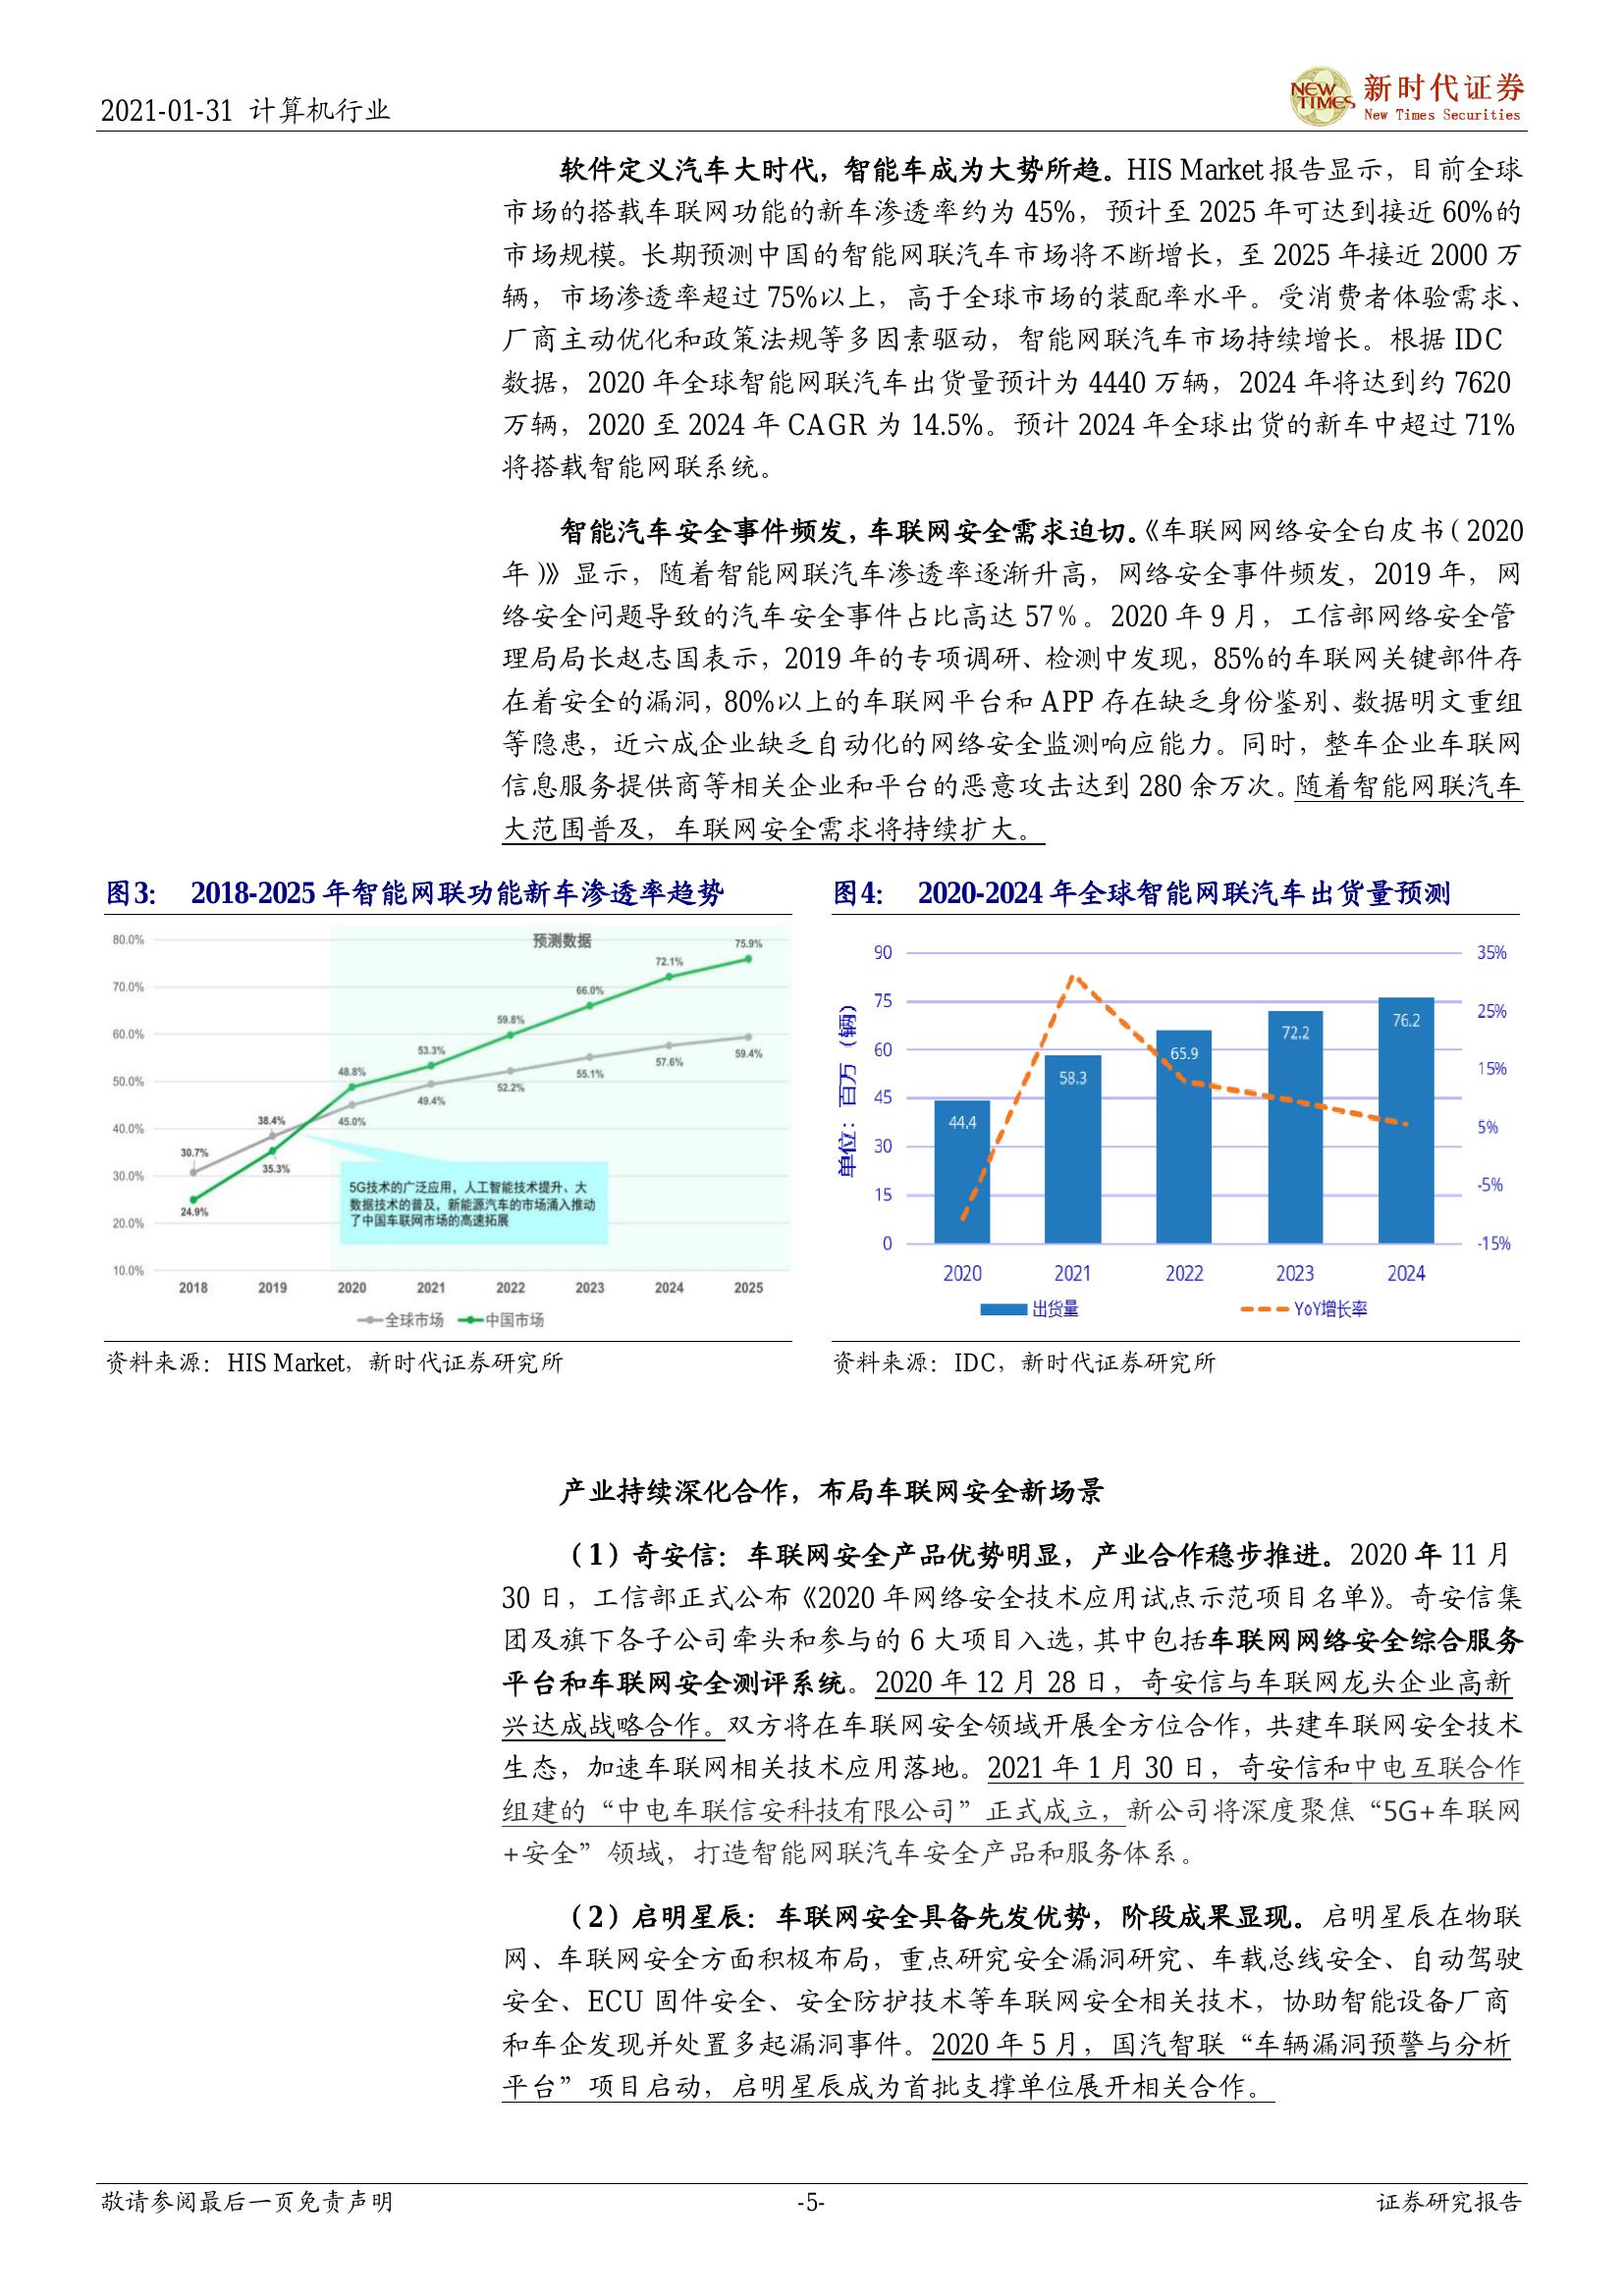 2021-01-31 计算机行业
NEW TIMES
新时代证券
New Times Securities
软件定义汽车大时代，智能车成为大势所趋。HIS Market 报告显示，目前全球
市场的搭载车联网功能的新车渗透率约为 45%，预计至 2025 年可达到接近 60%的
市场规模。长期预测中国的智能网联汽车市场将不断增长，至 2025 年接近 2000 万
辆，市场渗透率超过 75%以上，高于全球市场的装配率水平。受消费者体验需求、
厂商主动优化和政策法规等多因素驱动，智能网联汽车市场持续增长。根据 IDC
数据，2020 年全球智能网联汽车出货量预计为 4440 万辆，2024 年将达到约 7620
万辆，2020 至 2024 年 CAGR 为 14.5%。预计 2024 年全球出货的新车中超过 71%
将搭载智能网联系统。
智能汽车安全事件频发，车联网安全需求迫切。《车联网网络安全白皮书（2020
年）》显示，随着智能网联汽车渗透率逐渐升高，网络安全事件频发，2019 年，网
络安全问题导致的汽车安全事件占比高达 57％。2020 年 9 月，工信部网络安全管
理局局长赵志国表示，2019 年的专项调研、检测中发现，85%的车联网关键部件存
在着安全的漏洞，80%以上的车联网平台和 APP 存在缺乏身份鉴别、数据明文重组
等隐患，近六成企业缺乏自动化的网络安全监测响应能力。同时，整车企业车联网
信息服务提供商等相关企业和平台的恶意攻击达到 280 余万次。随着智能网联汽车
大范围普及，车联网安全需求将持续扩大。
图3： 2018-2025 年智能网联功能新车渗透率趋势
预测数据
80.0%
70.0%
60.0%
50.0%
40.0%
30.0%
20.0%
10.0%
30.7%
38.4%
45.0%
49.4%
52.2%
55.1%
57.6%
59.4%
24.9%
35.3%
48.8%
53.3%
59.8%
66.0%
72.1%
75.9%
5G技术的广泛应用，人工智能技术提升、大
数据技术的普及，新能源汽车的市场涌入推动
了中国车联网市场的高速拓展
2018 2019 2020 2021 2022 2023 2024 2025
全球市场 中国市场
资料来源：HIS Market，新时代证券研究所
图4： 2020-2024 年全球智能网联汽车出货量预测
单位：百万（辆）
90
75
60
45
30
15
0
44.4
58.3
65.9
72.2
76.2
35%
25%
15%
5%
-5%
-15%
2020 2021 2022 2023 2024
出货量 YoY增长率
资料来源：IDC，新时代证券研究所
产业持续深化合作，布局车联网安全新场景
（1）奇安信：车联网安全产品优势明显，产业合作稳步推进。2020 年 11 月
30 日，工信部正式公布《2020 年网络安全技术应用试点示范项目名单》。奇安信集
团及旗下各子公司牵头和参与的 6 大项目入选，其中包括车联网网络安全综合服务
平台和车联网安全测评系统。2020 年 12 月 28 日，奇安信与车联网龙头企业高新
兴达成战略合作。双方将在车联网安全领域开展全方位合作，共建车联网安全技术
生态，加速车联网相关技术应用落地。2021 年 1 月 30 日，奇安信和中电互联合作
组建的“中电车联信安科技有限公司”正式成立，新公司将深度聚焦“5G+车联网
+安全”领域，打造智能网联汽车安全产品和服务体系。
（2）启明星辰：车联网安全具备先发优势，阶段成果显现。启明星辰在物联
网、车联网安全方面积极布局，重点研究安全漏洞研究、车载总线安全、自动驾驶
安全、ECU 固件安全、安全防护技术等车联网安全相关技术，协助智能设备厂商
和车企发现并处置多起漏洞事件。2020 年 5 月，国汽智联“车辆漏洞预警与分析
平台”项目启动，启明星辰成为首批支撑单位展开相关合作。
敬请参阅最后一页免责声明
-5-
证券研究报告